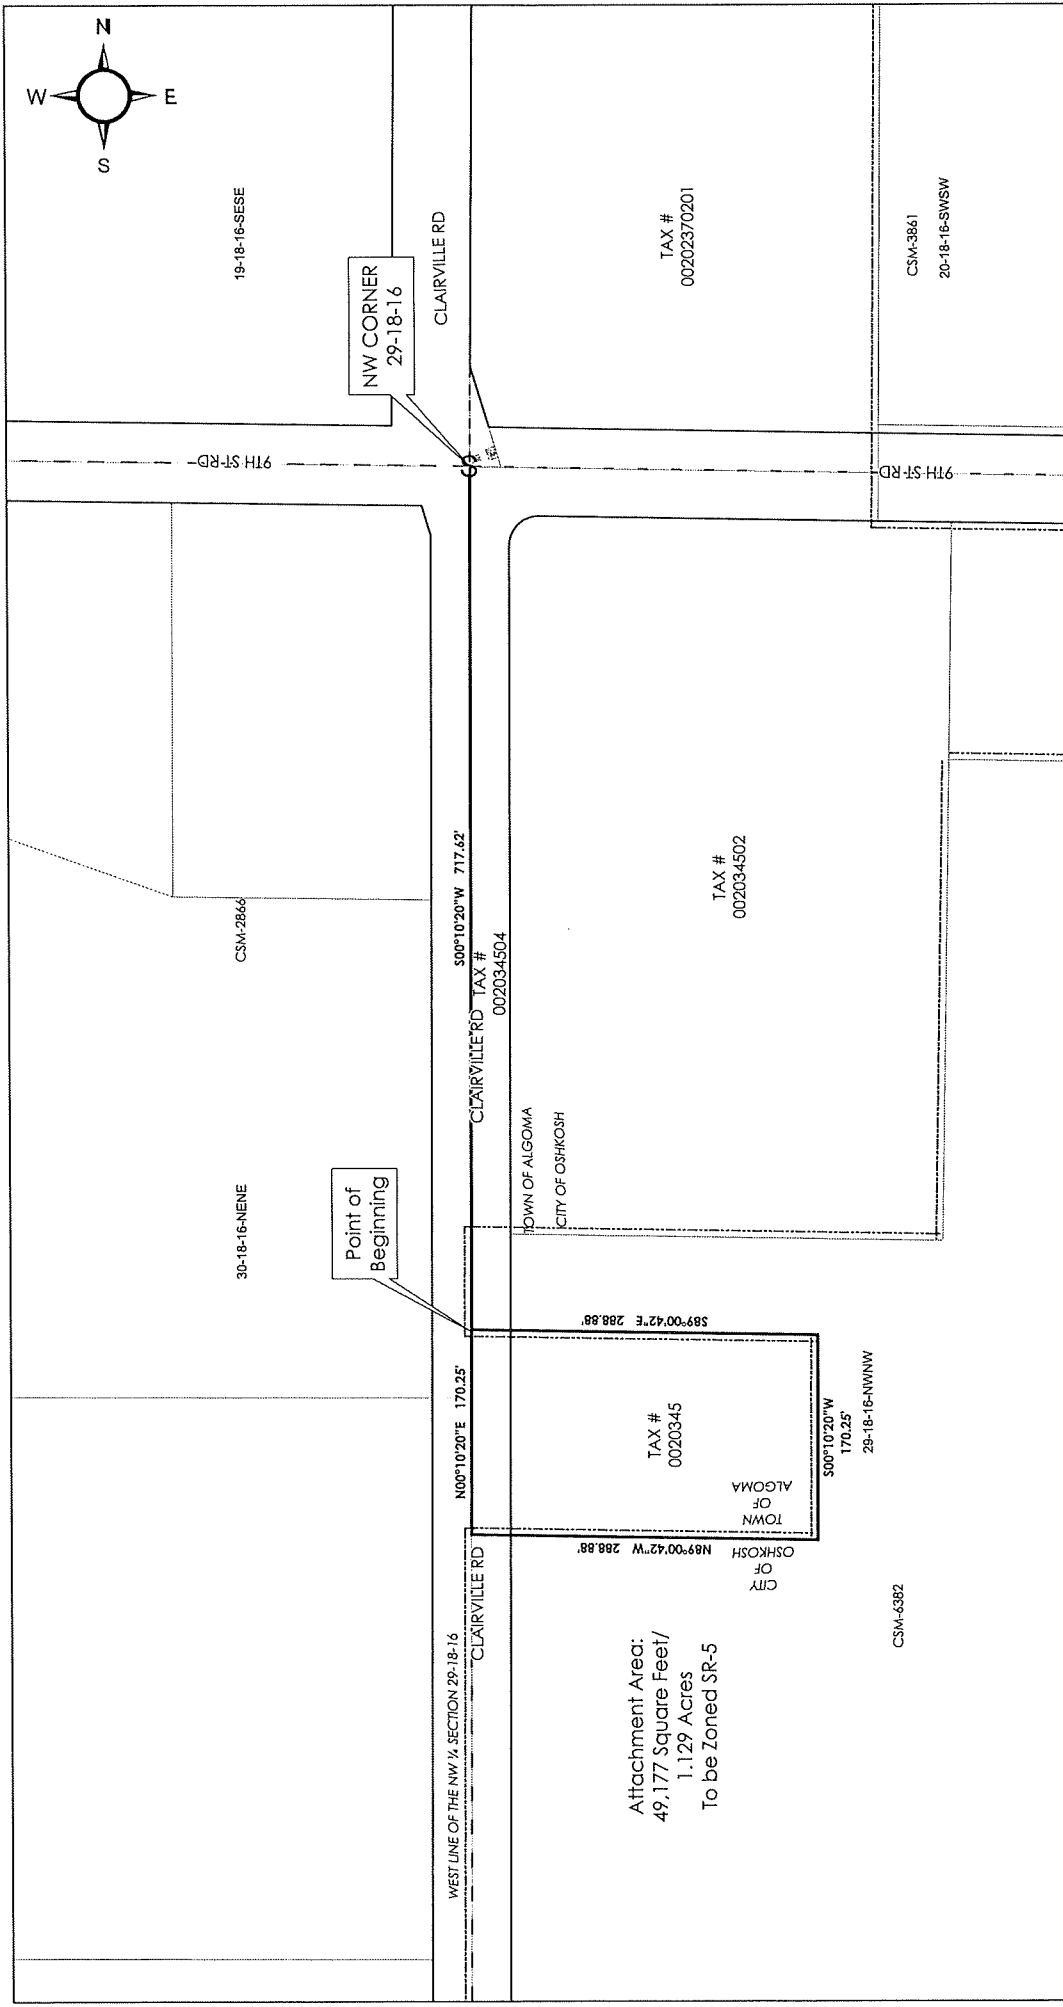 N
W
E
S
19-18-16-SESE
NW CORNER
29-18-16
CLAIRVILLE RD
TAX #
00202370201
CSM-3861
20-18-16-SWSW
9TH ST RD
9TH ST RD
CSM-2866
S00°10'20"W 717.62'
CLAIRVILLE RD
TAX #
002034504
TAX #
002034502
30-18-16-NENE
Point of
Beginning
TOWN OF ALGOMA
CITY OF OSHKOSH
N00°10'20"E 170.25'
S89°00'42"E 288.88'
TAX #
0020345
S00°10'20"W
170.25'
29-18-16-NWNW
TOWN
OF
ALGOMA
CITY
OF
OSHKOSH
N89°00'42"W 288.88'
WEST LINE OF THE NW ¼ SECTION 29-18-16
CLAIRVILLE RD
Attachment Area:
49,177 Square Feet/
1.129 Acres
To be Zoned SR-5
CSM-6382